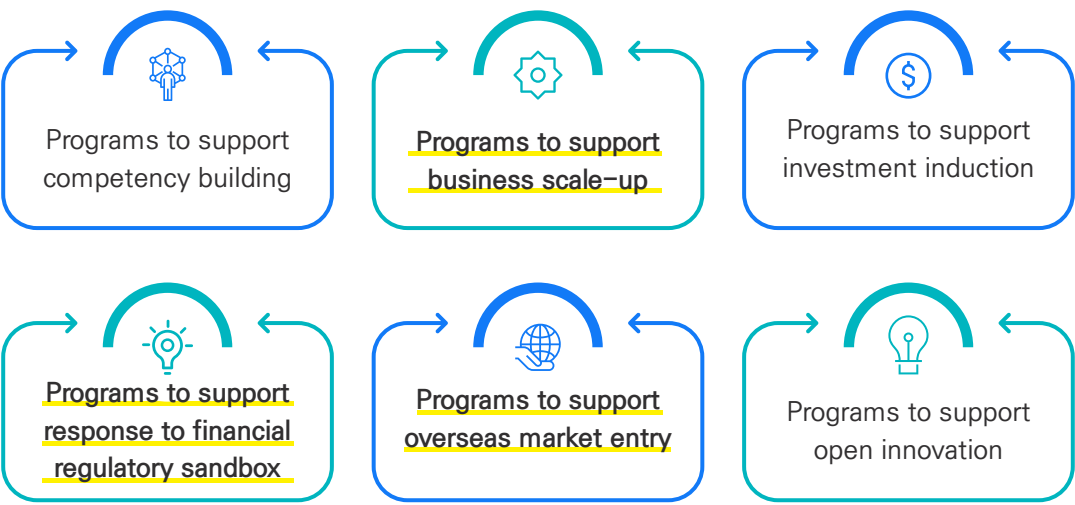 Programs to support
competency building
Programs to support
business scale-up
Programs to support
investment induction
Programs to support
response to financial
regulatory sandbox
Programs to support
overseas market entry
Programs to support
open innovation